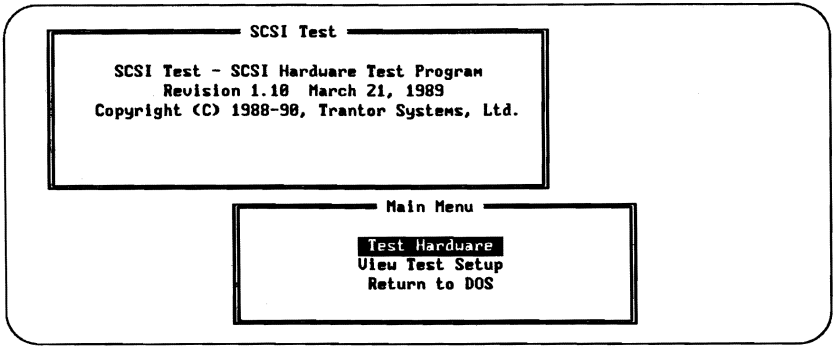 SCSI Test
SCSI Test - SCSI Hardware Test Program
Revision 1.10 March 21, 1989
Copyright (C) 1988-90, Trantor Systems, Ltd.
Main Menu
Test Hardware
View Test Setup
Return to DOS